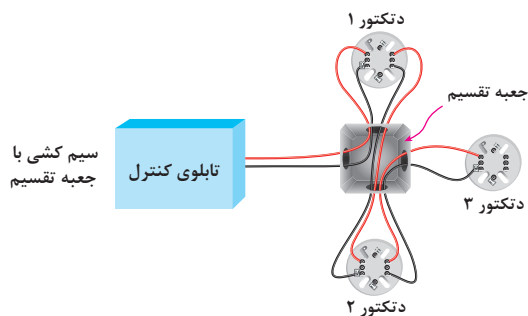 دتکتور ۱
جعبه تقسیم
سیم کشی با
جعبه تقسیم
تابلوی کنترل
دتکتور ۳
دتکتور ۲